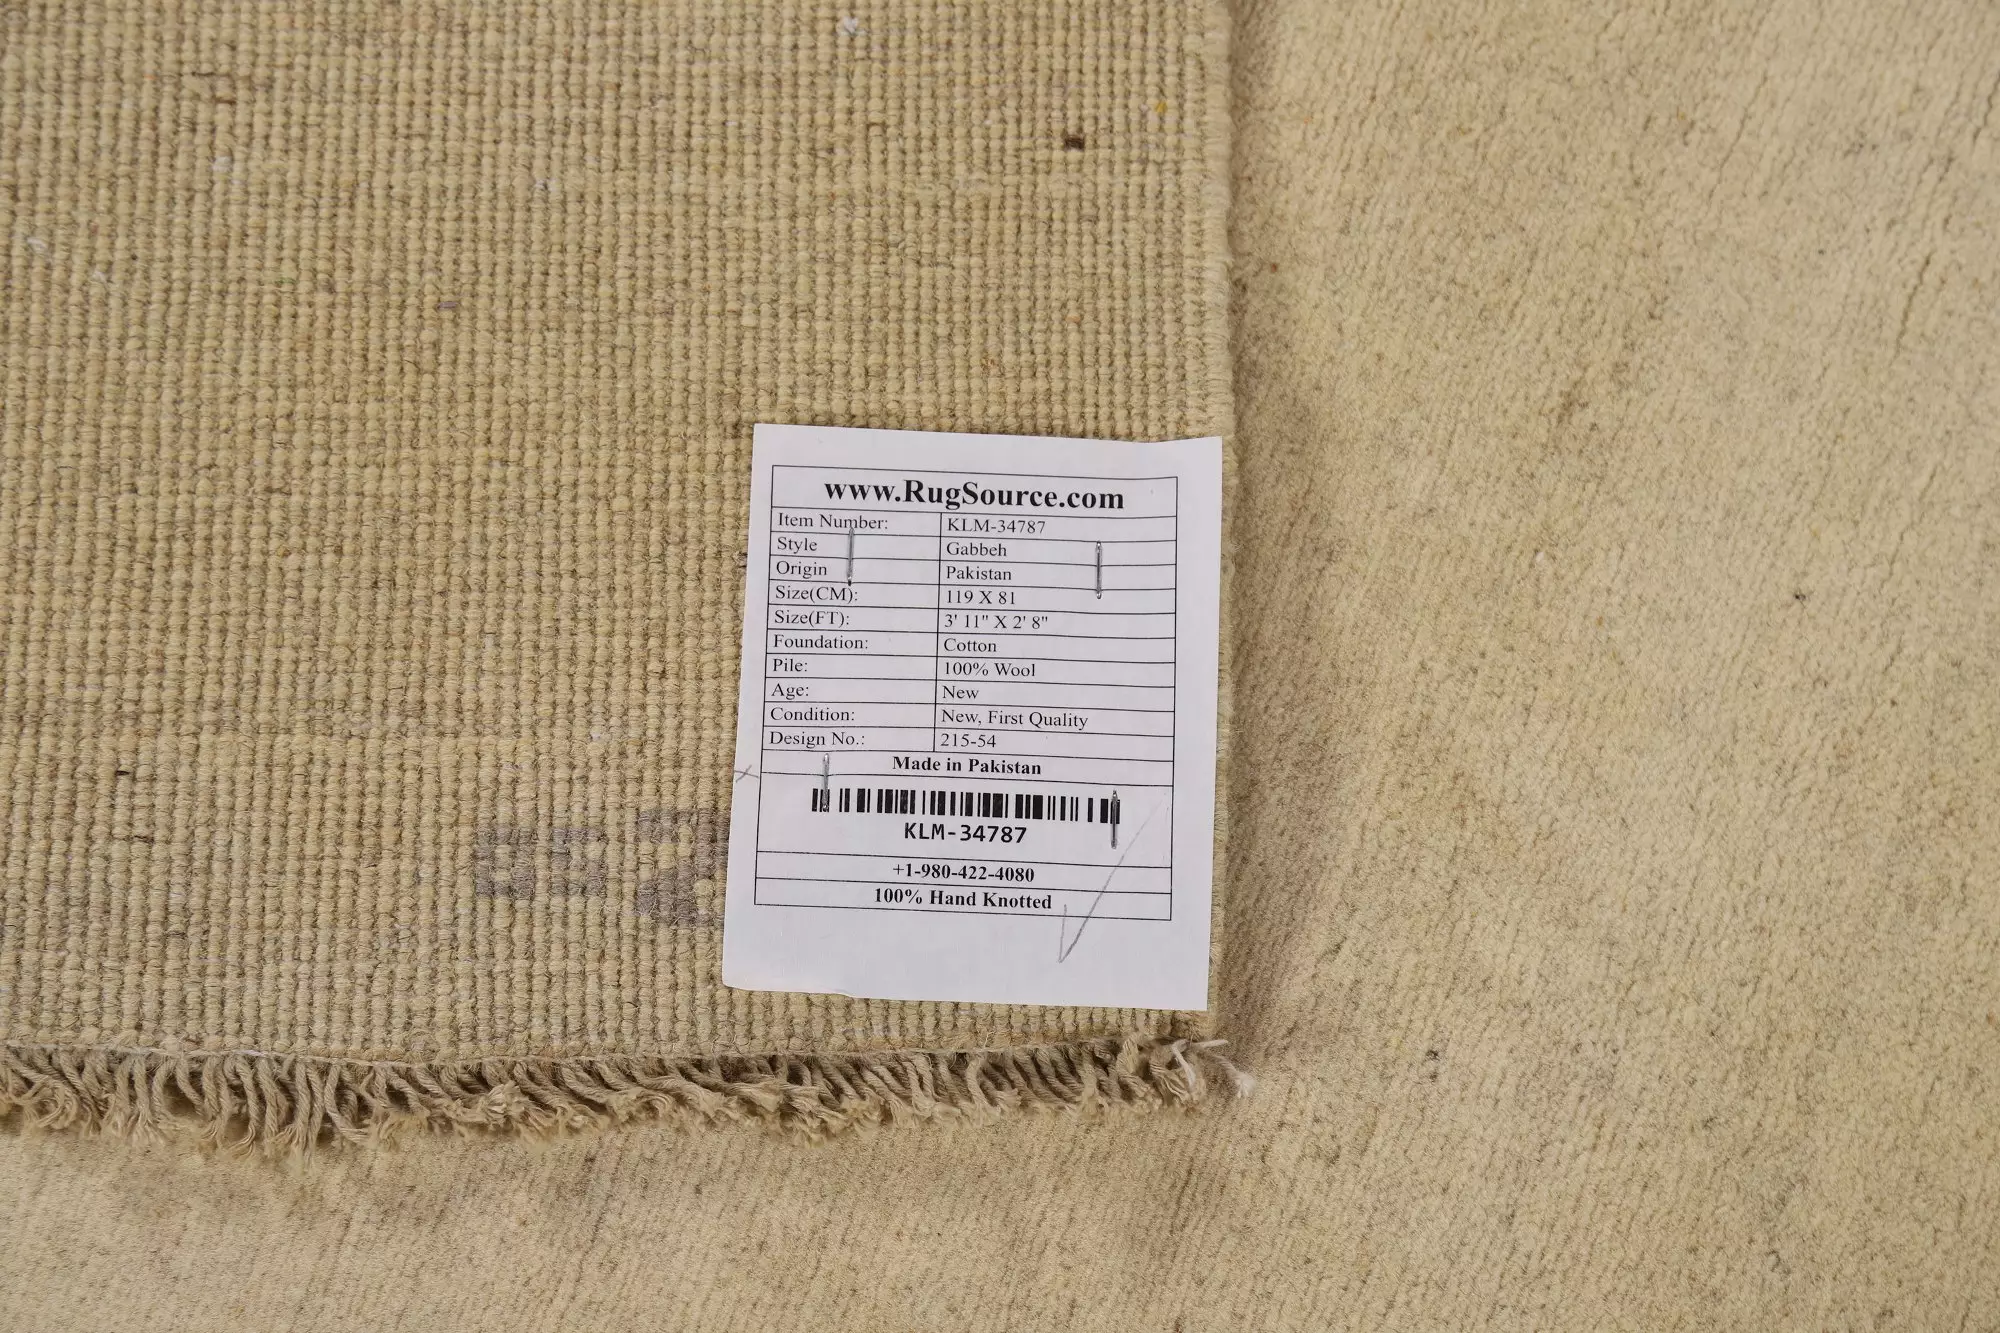 www.RugSource.com
Item Number: KLM-34787
Style Gabbeh
Origin Pakistan
Size(CM): 119 X 81
Size(FT): 3' 11" X 2' 8"
Foundation: Cotton
Pile: 100% Wool
Age: New
Condition: New, First Quality
Design No.: 215-54
Made in Pakistan
KLM-34787
+1-980-422-4080
100% Hand Knotted